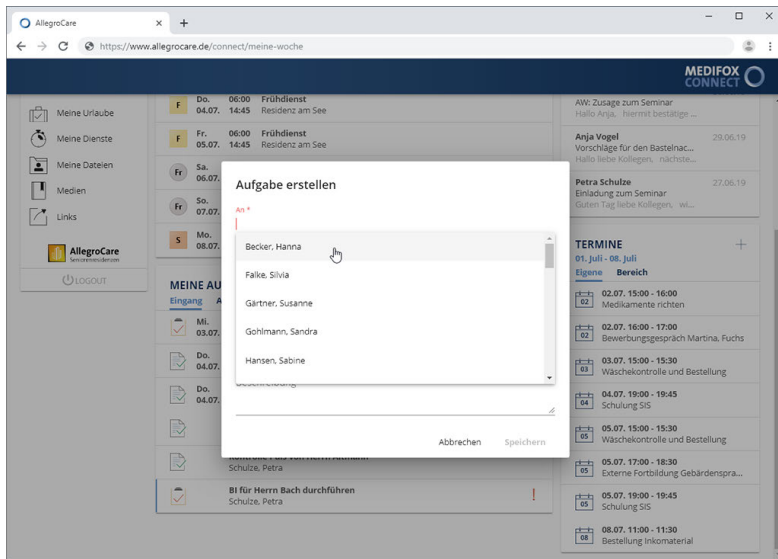 AllegroCare
https://www.allegrocare.de/connect/meine-woche
MEDIFOX
CONNECT
Meine Urlaube
Meine Dienste
Meine Dateien
Medien
Links
AllegroCare
Seniorenresidenzen
LOGOUT
F Do. 06:00 Frühdienst
04.07. 14:45 Residenz am See
F Fr. 06:00 Frühdienst
05.07. 14:45 Residenz am See
Fr Sa.
06.07.
Fr So.
07.07.
S Mo.
08.07.
MEINE AU
Eingang A
Mi.
03.07.
Do.
04.07.
Do.
04.07.
Schulze, Petra
BI für Herrn Bach durchführen !
Schulze, Petra
Aufgabe erstellen
An *
Becker, Hanna
Falke, Silvia
Gärtner, Susanne
Gohlmann, Sandra
Hansen, Sabine
Beschreibung
Abbrechen Speichern
AW: Zusage zum Seminar
Hallo Anja, hiermit bestätige ...
Anja Vogel 29.06.19
Vorschläge für den Bastelnac...
Hallo liebe Kollegen, nächste...
Petra Schulze 27.06.19
Einladung zum Seminar
Guten Tag liebe Kollegen, wi...
TERMINE
01. Juli - 08. Juli
Eigene Bereich
02 02.07. 15:00 - 16:00
Medikamente richten
02 02.07. 16:00 - 17:00
Bewerbungsgespräch Martina, Fuchs
03 03.07. 15:00 - 15:30
Wäschekontrolle und Bestellung
04 04.07. 19:00 - 19:45
Schulung SIS
05 05.07. 15:00 - 15:30
Wäschekontrolle und Bestellung
05 05.07. 17:00 - 18:30
Externe Fortbildung Gebärdenspra...
05 05.07. 19:00 - 19:45
Schulung SIS
08 08.07. 11:00 - 11:30
Bestellung Inkomaterial